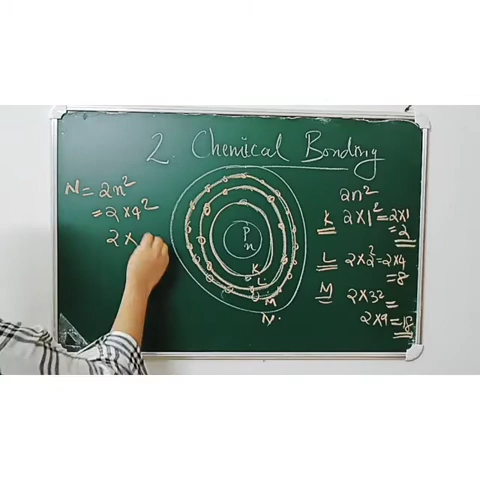 2. Chemical Bonding
N = 2n²
= 2×4²
2×
P
n
K
L
M
N.
2n²
K 2×1² = 2×1
= 2
L 2×2² = 2×4
= 8
M 2×3² =
2×9 = 18